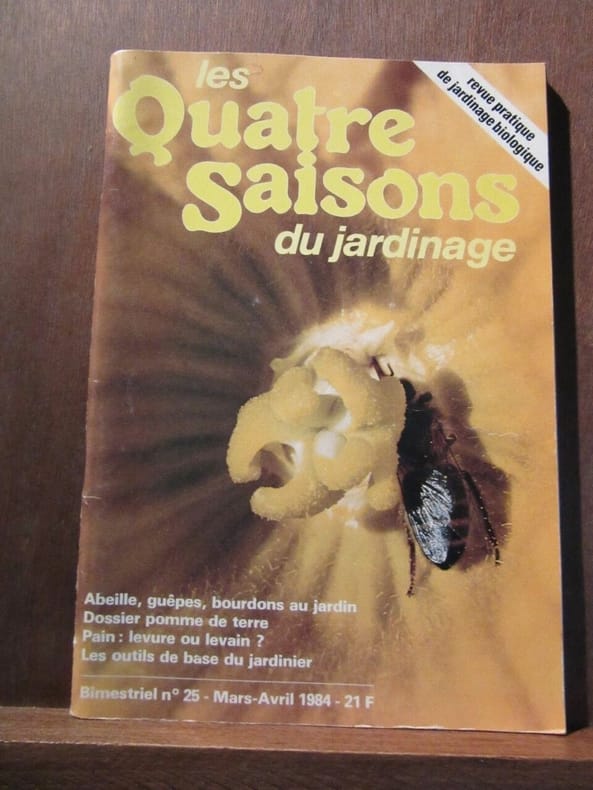 les
Quatre
Saisons
du jardinage
revue pratique
de jardinage biologique
Abeille, guêpes, bourdons au jardin
Dossier pomme de terre
Pain : levure ou levain ?
Les outils de base du jardinier
Bimestriel n° 25 - Mars-Avril 1984 - 21 F